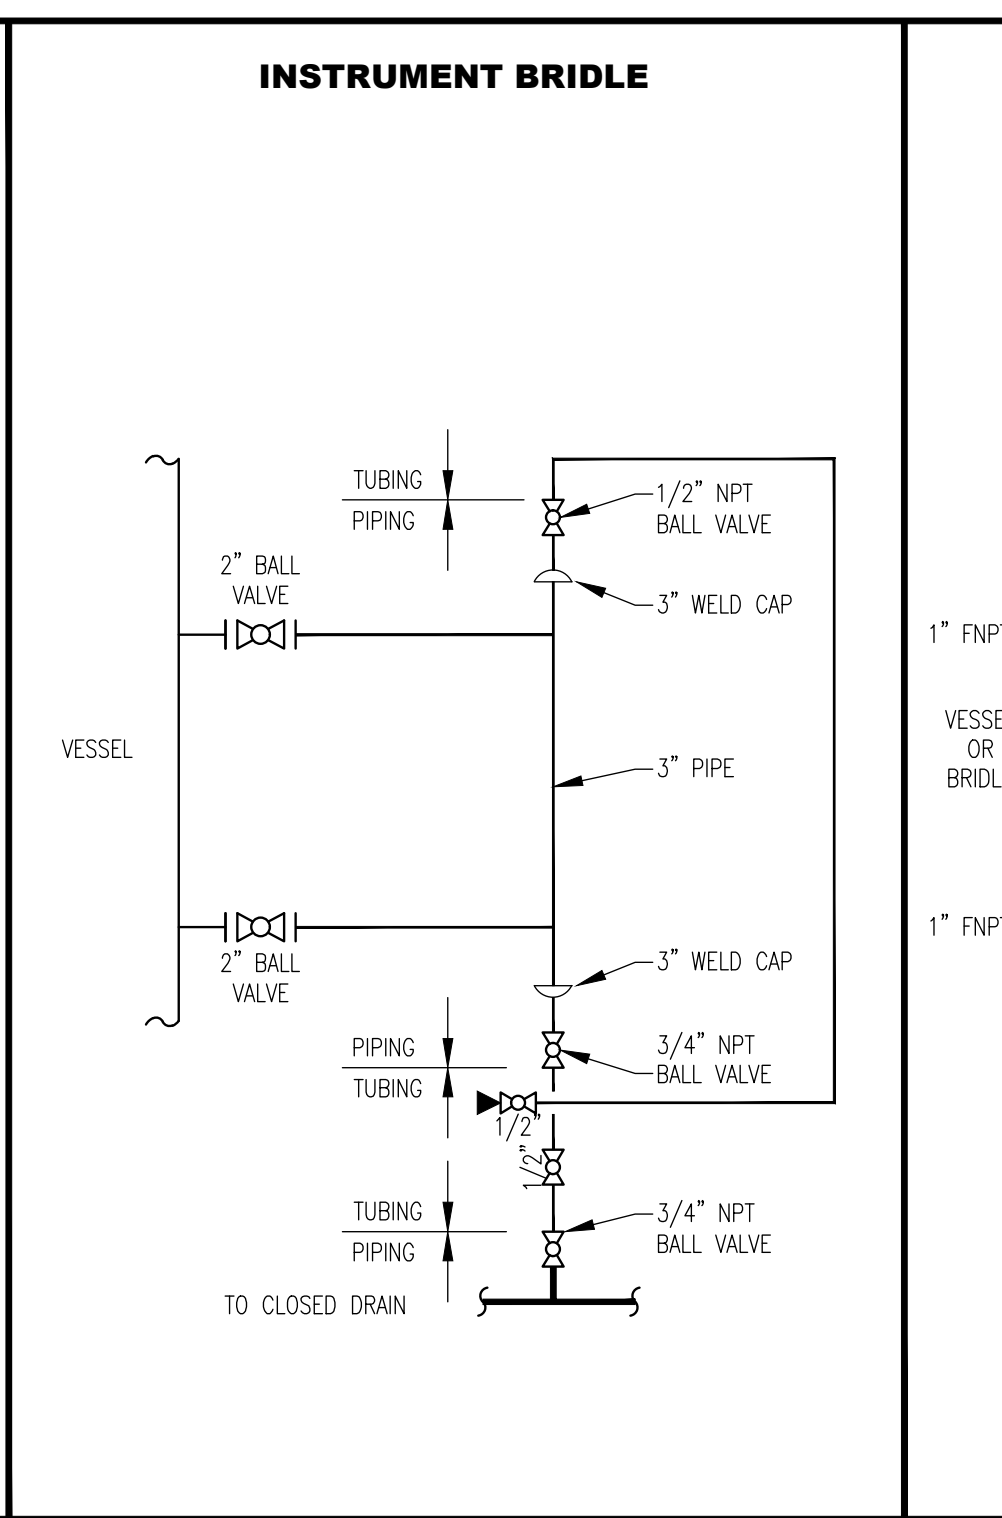 INSTRUMENT BRIDLE
TUBING
PIPING
1/2" NPT
BALL VALVE
2" BALL
VALVE
3" WELD CAP
1" FNPT
VESSEL
3" PIPE
VESSE
OR
BRIDL
1" FNPT
2" BALL
VALVE
3" WELD CAP
PIPING
TUBING
3/4" NPT
BALL VALVE
1/2"
1/2"
TUBING
PIPING
3/4" NPT
BALL VALVE
TO CLOSED DRAIN